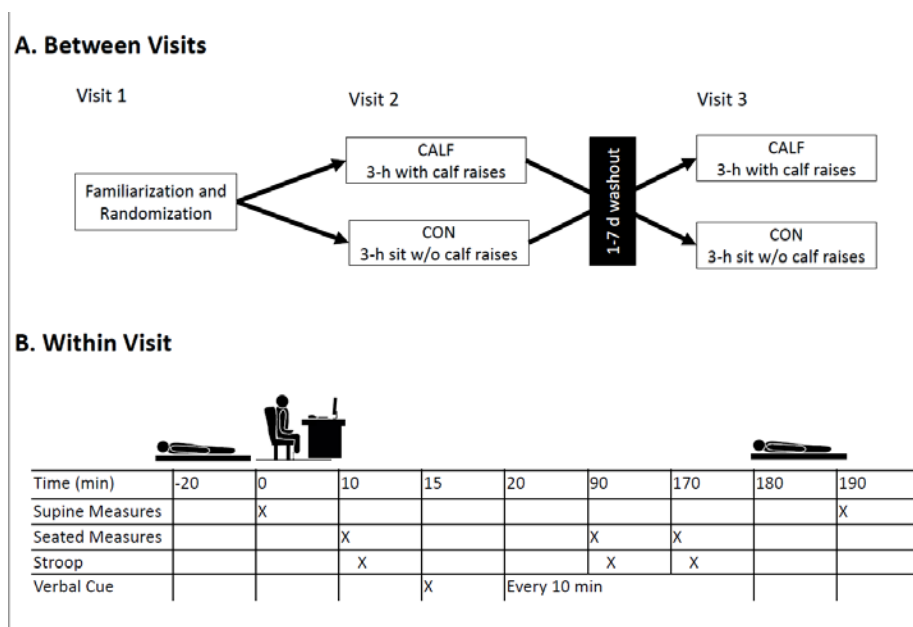 A. Between Visits
Visit 1
Visit 2
Visit 3
Familiarization and
Randomization
CALF
3-h with calf raises
CON
3-h sit w/o calf raises
1-7 d washout
CALF
3-h with calf raises
CON
3-h sit w/o calf raises
B. Within Visit
Time (min) -20 0 10 15 20 90 170 180 190
Supine Measures X X
Seated Measures X X X
Stroop X X X
Verbal Cue X Every 10 min